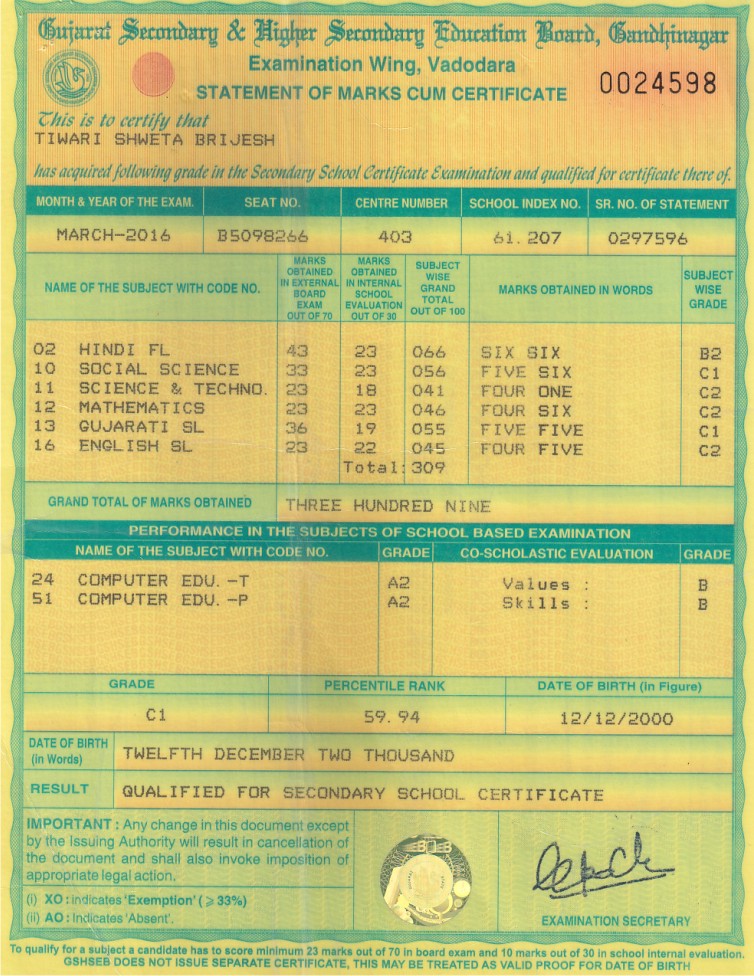 Gujarat Secondary & Higher Secondary Education Board, Gandhinagar
Examination Wing, Vadodara
0024598
STATEMENT OF MARKS CUM CERTIFICATE
This is to certify that
TIWARI SHWETA BRIJESH
has acquired following grade in the Secondary School Certificate Examination and qualified for certificate there of.
MONTH & YEAR OF THE EXAM. SEAT NO. CENTRE NUMBER SCHOOL INDEX NO. SR. NO. OF STATEMENT
MARCH-2016 B5098266 403 61.207 0297596
NAME OF THE SUBJECT WITH CODE NO. MARKS OBTAINED IN EXTERNAL BOARD EXAM OUT OF 70 MARKS OBTAINED IN INTERNAL SCHOOL EVALUATION OUT OF 30 SUBJECT WISE GRAND TOTAL OUT OF 100 MARKS OBTAINED IN WORDS SUBJECT WISE GRADE
02 HINDI FL 43 23 066 SIX SIX B2
10 SOCIAL SCIENCE 33 23 056 FIVE SIX C1
11 SCIENCE & TECHNO. 23 18 041 FOUR ONE C2
12 MATHEMATICS 23 23 046 FOUR SIX C2
13 GUJARATI SL 36 19 055 FIVE FIVE C1
16 ENGLISH SL 23 22 045 FOUR FIVE C2
Total: 309
GRAND TOTAL OF MARKS OBTAINED THREE HUNDRED NINE
PERFORMANCE IN THE SUBJECTS OF SCHOOL BASED EXAMINATION
NAME OF THE SUBJECT WITH CODE NO. GRADE CO-SCHOLASTIC EVALUATION GRADE
24 COMPUTER EDU. -T A2 Values : B
51 COMPUTER EDU. -P A2 Skills : B
GRADE PERCENTILE RANK DATE OF BIRTH (in Figure)
C1 59.94 12/12/2000
DATE OF BIRTH (in Words) TWELFTH DECEMBER TWO THOUSAND
RESULT QUALIFIED FOR SECONDARY SCHOOL CERTIFICATE
IMPORTANT : Any change in this document except
by the Issuing Authority will result in cancellation of
the document and shall also invoke imposition of
appropriate legal action.
(i) XO : indicates 'Exemption' (⩾ 33%)
(ii) AO : Indicates 'Absent'.
EXAMINATION SECRETARY
To qualify for a subject a candidate has to score minimum 23 marks out of 70 in board exam and 10 marks out of 30 in school internal evaluation.
GSHSEB DOES NOT ISSUE SEPARATE CERTIFICATE, THIS MAY BE TREATED AS VALID PROOF FOR DATE OF BIRTH